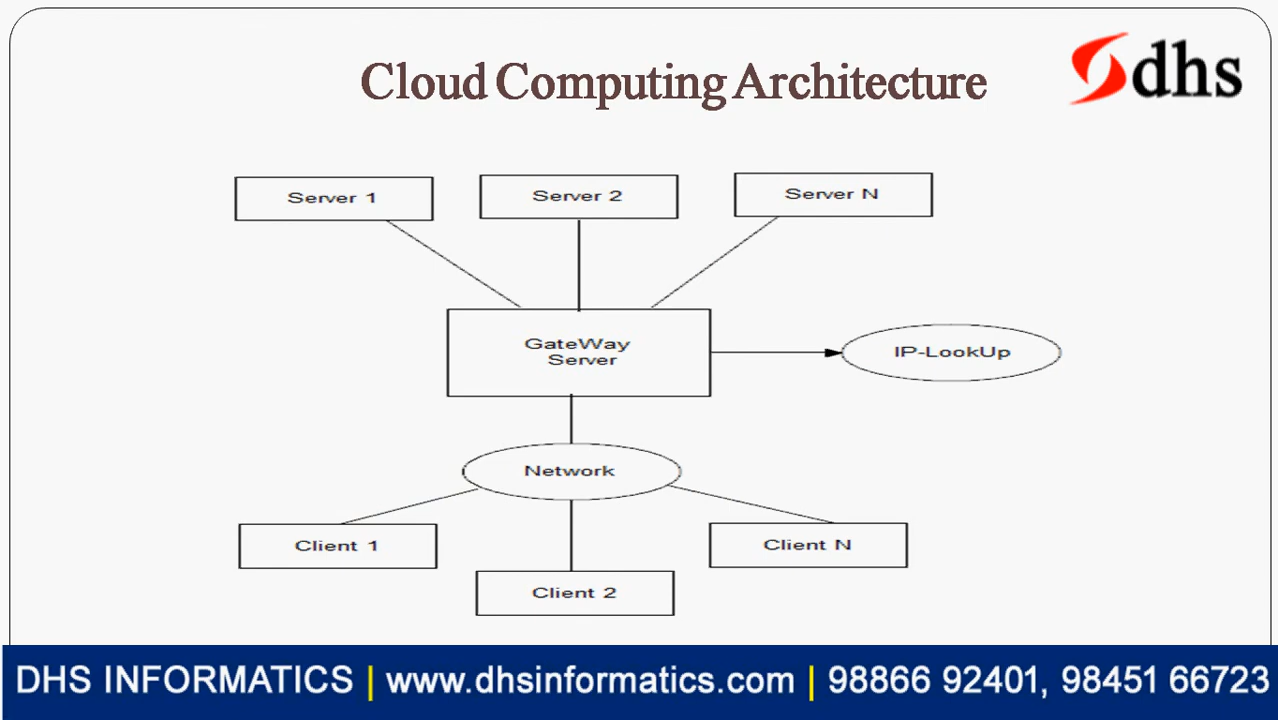 Cloud Computing Architecture
dhs
Server 1
Server 2
Server N
GateWay
Server
IP-LookUp
Network
Client 1
Client N
Client 2
DHS INFORMATICS | www.dhsinformatics.com | 98866 92401, 98451 66723